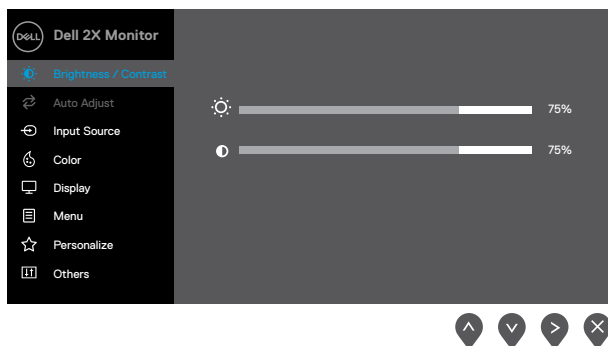 DELL Dell 2X Monitor
Brightness / Contrast
Auto Adjust
Input Source
Color
Display
Menu
Personalize
Others
75%
75%